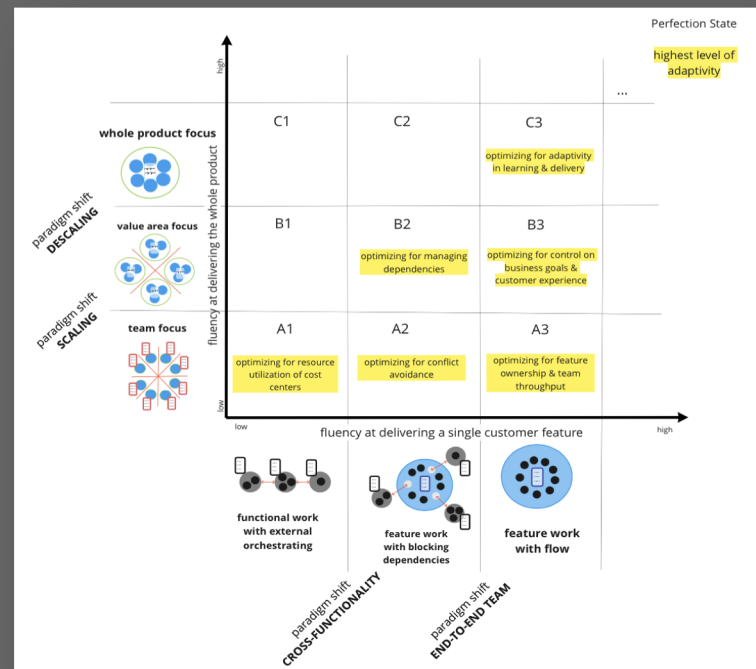 Perfection State
highest level of
adaptivity
...
high
C1
C2
C3
whole product focus
optimizing for adaptivity
in learning & delivery
paradigm shift
DESCALING
fluency at delivering the whole product
B1
B2
B3
value area focus
optimizing for managing
dependencies
optimizing for control on
business goals &
customer experience
paradigm shift
SCALING
team focus
A1
A2
A3
optimizing for resource
utilization of cost
centers
optimizing for conflict
avoidance
optimizing for feature
ownership & team
throughput
low
low
fluency at delivering a single customer feature
high
functional work
with external
orchestrating
feature work
with blocking
dependencies
feature work
with flow
paradigm shift
CROSS-FUNCTIONALITY
paradigm shift
END-TO-END TEAM